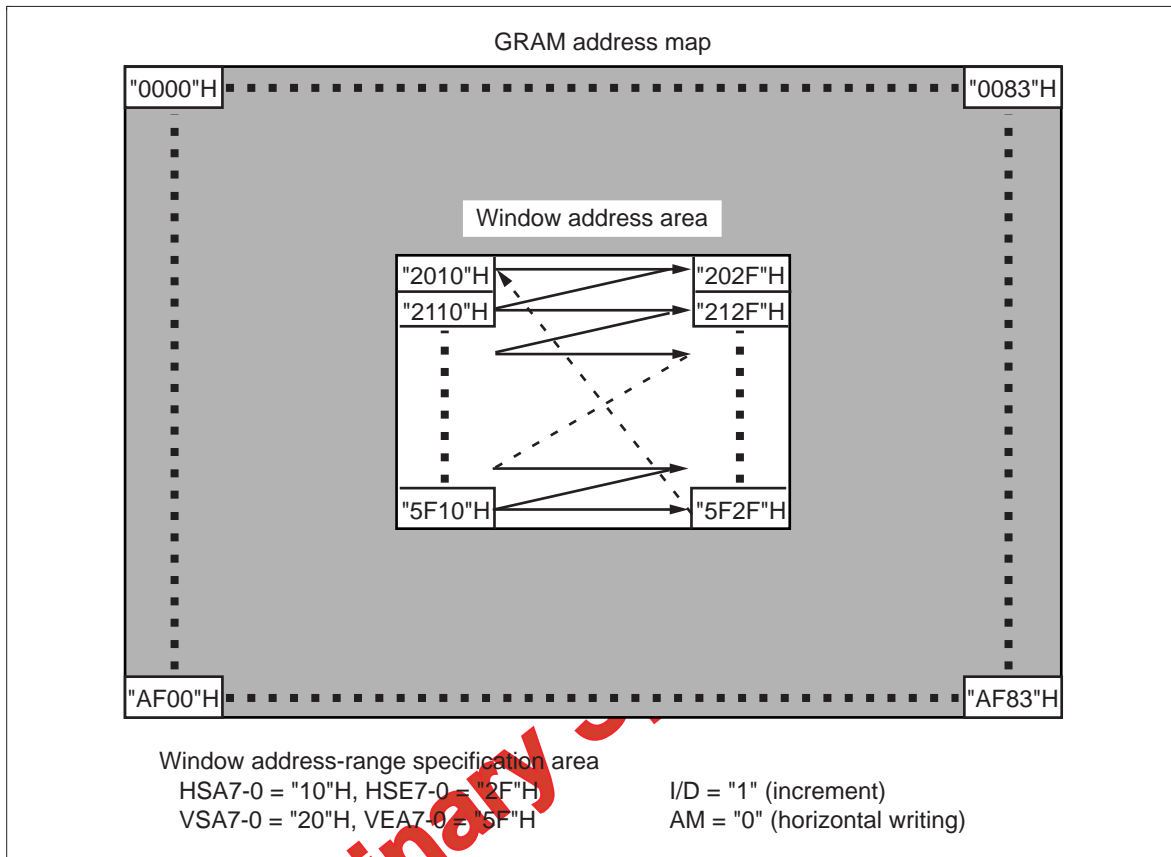 GRAM address map
"0000"H
"0083"H
Window address area
"2010"H
"202F"H
"2110"H
"212F"H
"5F10"H
"5F2F"H
"AF00"H
"AF83"H
Window address-range specification area
HSA7-0 = "10"H, HSE7-0 = "2F"H
I/D = "1" (increment)
VSA7-0 = "20"H, VEA7-0 = "5F"H
AM = "0" (horizontal writing)